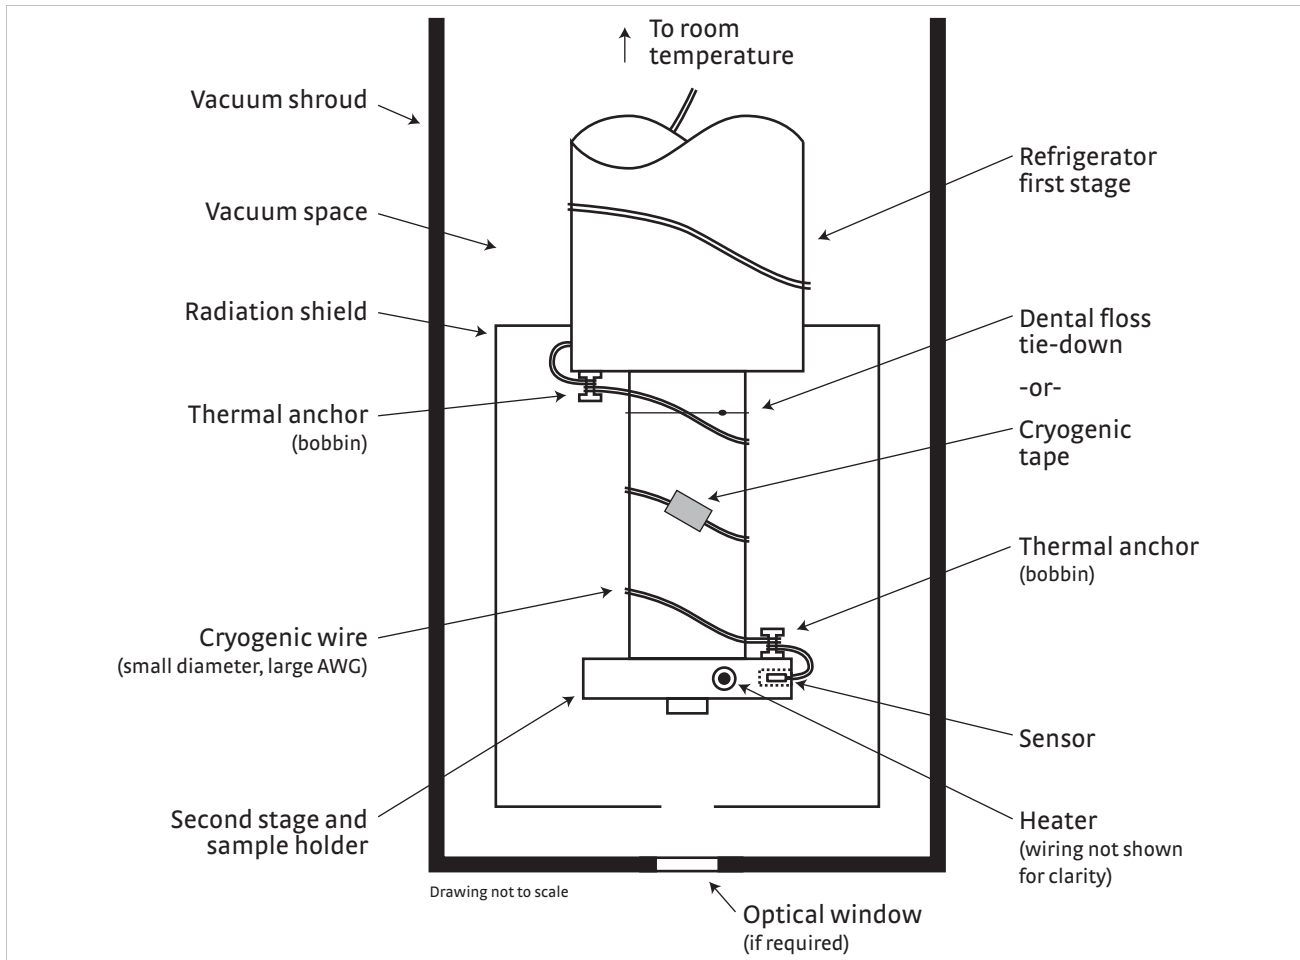 To room
temperature
Vacuum shroud
Vacuum space
Radiation shield
Thermal anchor
(bobbin)
Cryogenic wire
(small diameter, large AWG)
Second stage and
sample holder
Refrigerator
first stage
Dental floss
tie-down
-or-
Cryogenic
tape
Thermal anchor
(bobbin)
Sensor
Heater
(wiring not shown
for clarity)
Drawing not to scale
Optical window
(if required)